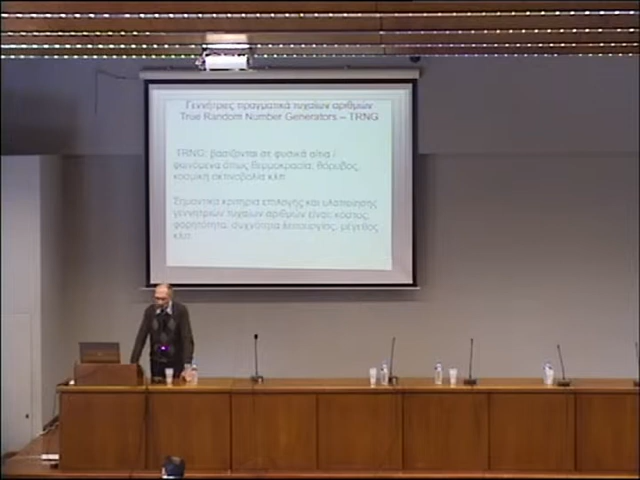 Γεννήτριες πραγματικά τυχαίων αριθμών
True Random Number Generators – TRNG
TRNG: βασίζονται σε φυσικά αίτια /
φαινόμενα όπως θερμοκρασία, θόρυβος,
κοσμική ακτινοβολία κλπ
Σημαντικά κριτήρια επιλογής και υλοποίησης
γεννητριών τυχαίων αριθμών είναι: κόστος,
φορητότητα, συχνότητα λειτουργίας, μέγεθος
κλπ